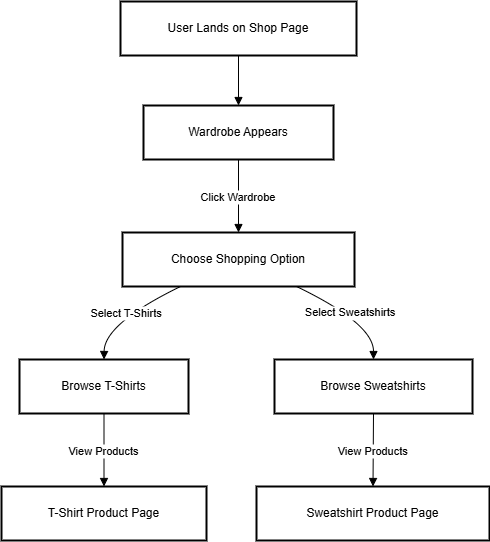 User Lands on Shop Page
Wardrobe Appears
Click Wardrobe
Choose Shopping Option
Select T-Shirts
Select Sweatshirts
Browse T-Shirts
Browse Sweatshirts
View Products
View Products
T-Shirt Product Page
Sweatshirt Product Page